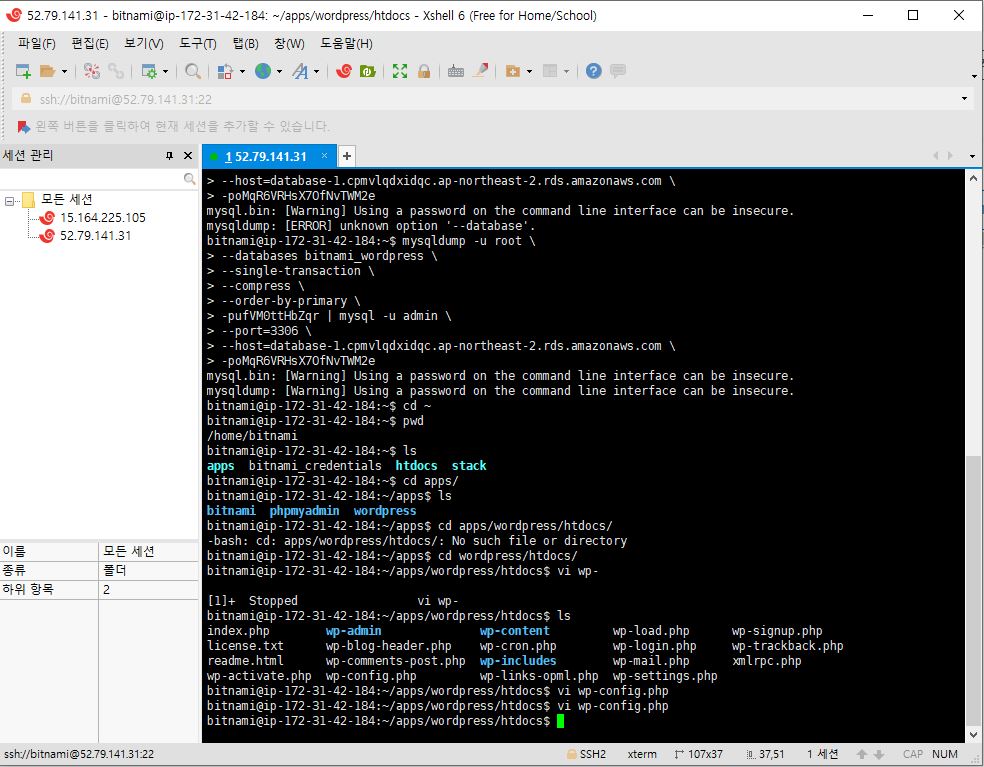 52.79.141.31 - bitnami@ip-172-31-42-184: ~/apps/wordpress/htdocs - Xshell 6 (Free for Home/School)
파일(F) 편집(E) 보기(V) 도구(T) 탭(B) 창(W) 도움말(H)
ssh://bitnami@52.79.141.31:22
왼쪽 버튼을 클릭하여 현재 세션을 추가할 수 있습니다.
세션 관리
모든 세션
15.164.225.105
52.79.141.31
이름 모든 세션
종류 폴더
하위 항목 2
1 52.79.141.31
> --host=database-1.cpmvlqdxidqc.ap-northeast-2.rds.amazonaws.com \
> -poMqR6VRHsX7OfNvTWM2e
mysql.bin: [Warning] Using a password on the command line interface can be insecure.
mysqldump: [ERROR] unknown option '--database'.
bitnami@ip-172-31-42-184:~$ mysqldump -u root \
> --databases bitnami_wordpress \
> --single-transaction \
> --compress \
> --order-by-primary \
> -pufVM0ttHbZqr | mysql -u admin \
> --port=3306 \
> --host=database-1.cpmvlqdxidqc.ap-northeast-2.rds.amazonaws.com \
> -poMqR6VRHsX7OfNvTWM2e
mysql.bin: [Warning] Using a password on the command line interface can be insecure.
mysqldump: [Warning] Using a password on the command line interface can be insecure.
bitnami@ip-172-31-42-184:~$ cd ~
bitnami@ip-172-31-42-184:~$ pwd
/home/bitnami
bitnami@ip-172-31-42-184:~$ ls
apps bitnami_credentials htdocs stack
bitnami@ip-172-31-42-184:~$ cd apps/
bitnami@ip-172-31-42-184:~/apps$ ls
bitnami phpmyadmin wordpress
bitnami@ip-172-31-42-184:~/apps$ cd apps/wordpress/htdocs/
-bash: cd: apps/wordpress/htdocs/: No such file or directory
bitnami@ip-172-31-42-184:~/apps$ cd wordpress/htdocs/
bitnami@ip-172-31-42-184:~/apps/wordpress/htdocs$ vi wp-
[1]+ Stopped vi wp-
bitnami@ip-172-31-42-184:~/apps/wordpress/htdocs$ ls
index.php wp-admin wp-content wp-load.php wp-signup.php
license.txt wp-blog-header.php wp-cron.php wp-login.php wp-trackback.php
readme.html wp-comments-post.php wp-includes wp-mail.php xmlrpc.php
wp-activate.php wp-config.php wp-links-opml.php wp-settings.php
bitnami@ip-172-31-42-184:~/apps/wordpress/htdocs$ vi wp-config.php
bitnami@ip-172-31-42-184:~/apps/wordpress/htdocs$ vi wp-config.php
bitnami@ip-172-31-42-184:~/apps/wordpress/htdocs$
ssh://bitnami@52.79.141.31:22 SSH2 xterm 107x37 37,51 1 세션 CAP NUM